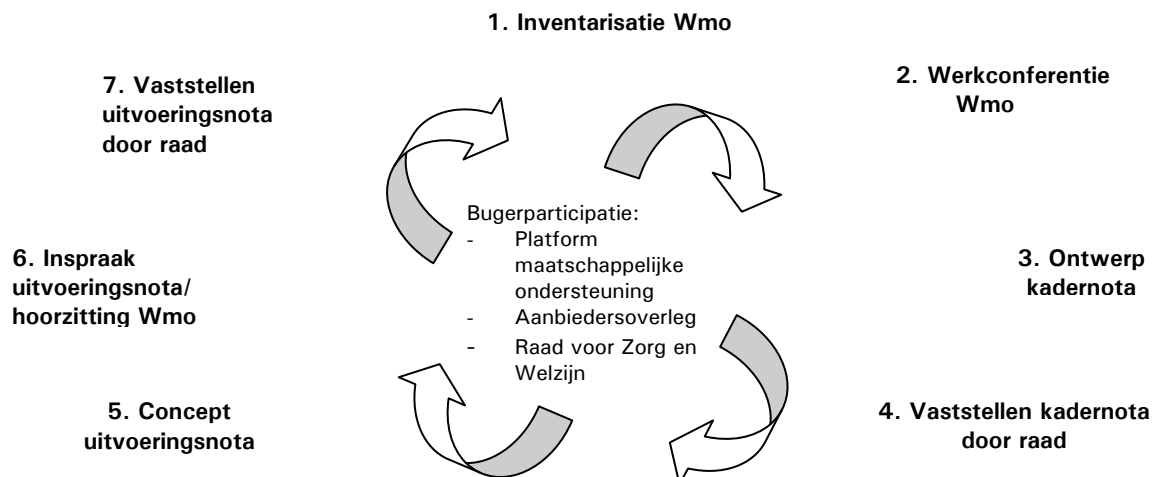 1. Inventarisatie Wmo
2. Werkconferentie
Wmo
3. Ontwerp
kadernota
4. Vaststellen kadernota
door raad
5. Concept
uitvoeringsnota
6. Inspraak
uitvoeringsnota/
hoorzitting Wmo
7. Vaststellen
uitvoeringsnota
door raad
Bugerparticipatie:
- Platform
maatschappelijke
ondersteuning
- Aanbiedersoverleg
- Raad voor Zorg en
Welzijn